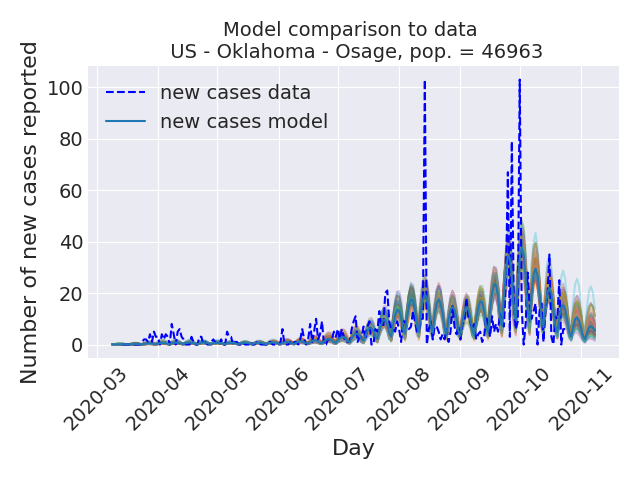 Model comparison to data
US - Oklahoma - Osage, pop. = 46963
Number of new cases reported
100
80
60
40
20
0
new cases data
new cases model
2020-03
2020-04
2020-05
2020-06
2020-07
2020-08
2020-09
2020-10
2020-11
Day